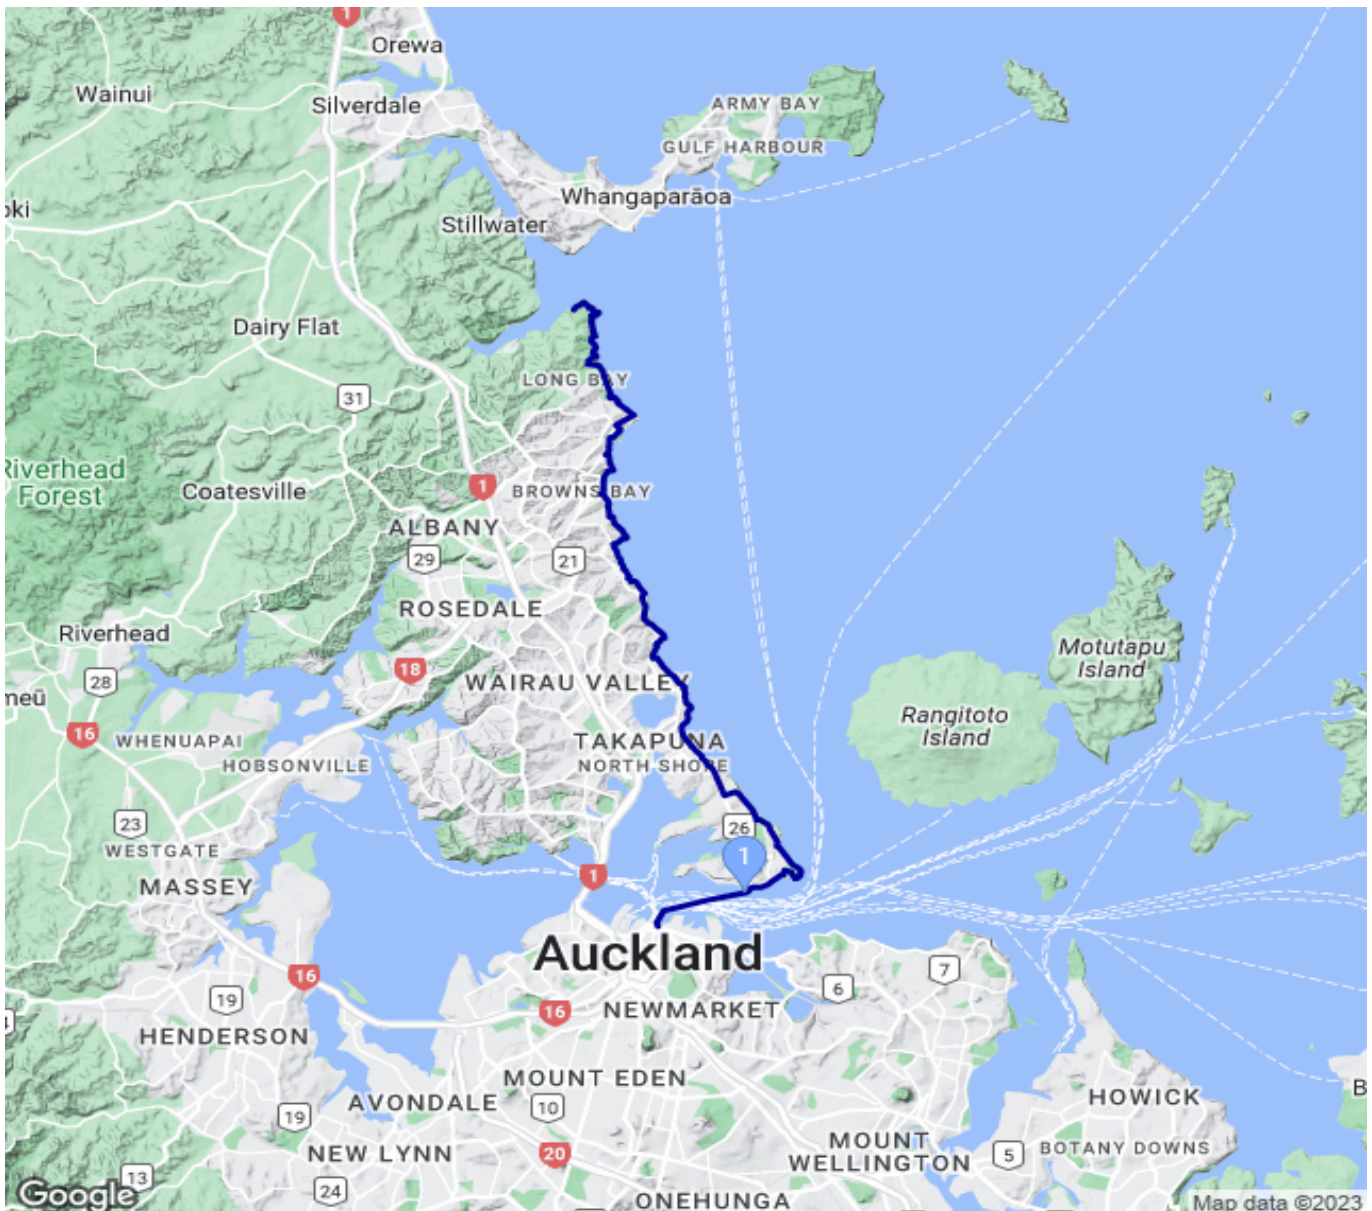 1
Orewa
Wainui
Silverdale
ARMY BAY
GULF HARBOUR
Whangaparāoa
oki
Stillwater
Dairy Flat
LONG BAY
31
Riverhead
Forest
Coatesville
1
BROWNS BAY
ALBANY
29
21
ROSEDALE
Riverhead
Motutapu
Island
18
28
WAIRAU VALLEY
meū
Rangitoto
Island
16
WHENUAPAI
TAKAPUNA
HOBSONVILLE
NORTH SHORE
23
26
WESTGATE
1
1
MASSEY
Auckland
16
7
6
19
16
NEWMARKET
HENDERSON
MOUNT EDEN
B
HOWICK
AVONDALE
10
19
MOUNT
WELLINGTON
BOTANY DOWNS
NEW LYNN
20
5
13
24
ONEHUNGA
Google
Map data ©2023